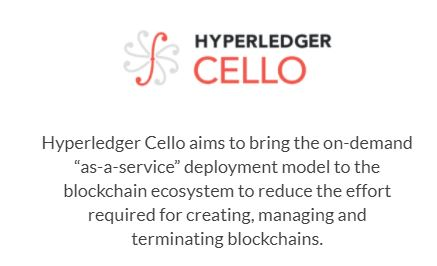 HYPERLEDGER
CELLO
Hyperledger Cello aims to bring the on-demand
“as-a-service” deployment model to the
blockchain ecosystem to reduce the effort
required for creating, managing and
terminating blockchains.